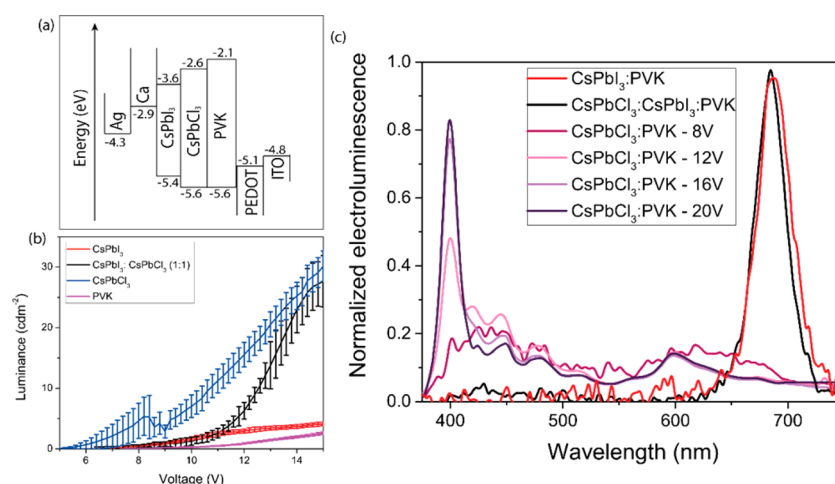 (a)
Energy (eV)
Ag
-4.3
Ca
-2.9
-3.6
CsPbI₃
-5.4
-2.6
CsPbCl₃
-5.6
-2.1
PVK
-5.6
-5.1
PEDOT
-4.8
ITO
(b)
CsPbI₃
CsPbI₃: CsPbCl₃ (1:1)
CsPbCl₃
PVK
Luminance (cdm⁻²)
30
20
10
0
6 8 10 12 14
Voltage (V)
(c)
CsPbI₃:PVK
CsPbCl₃:CsPbI₃:PVK
CsPbCl₃:PVK - 8V
CsPbCl₃:PVK - 12V
CsPbCl₃:PVK - 16V
CsPbCl₃:PVK - 20V
Normalized electroluminescence
1.0
0.8
0.6
0.4
0.2
0.0
400 500 600 700
Wavelength (nm)